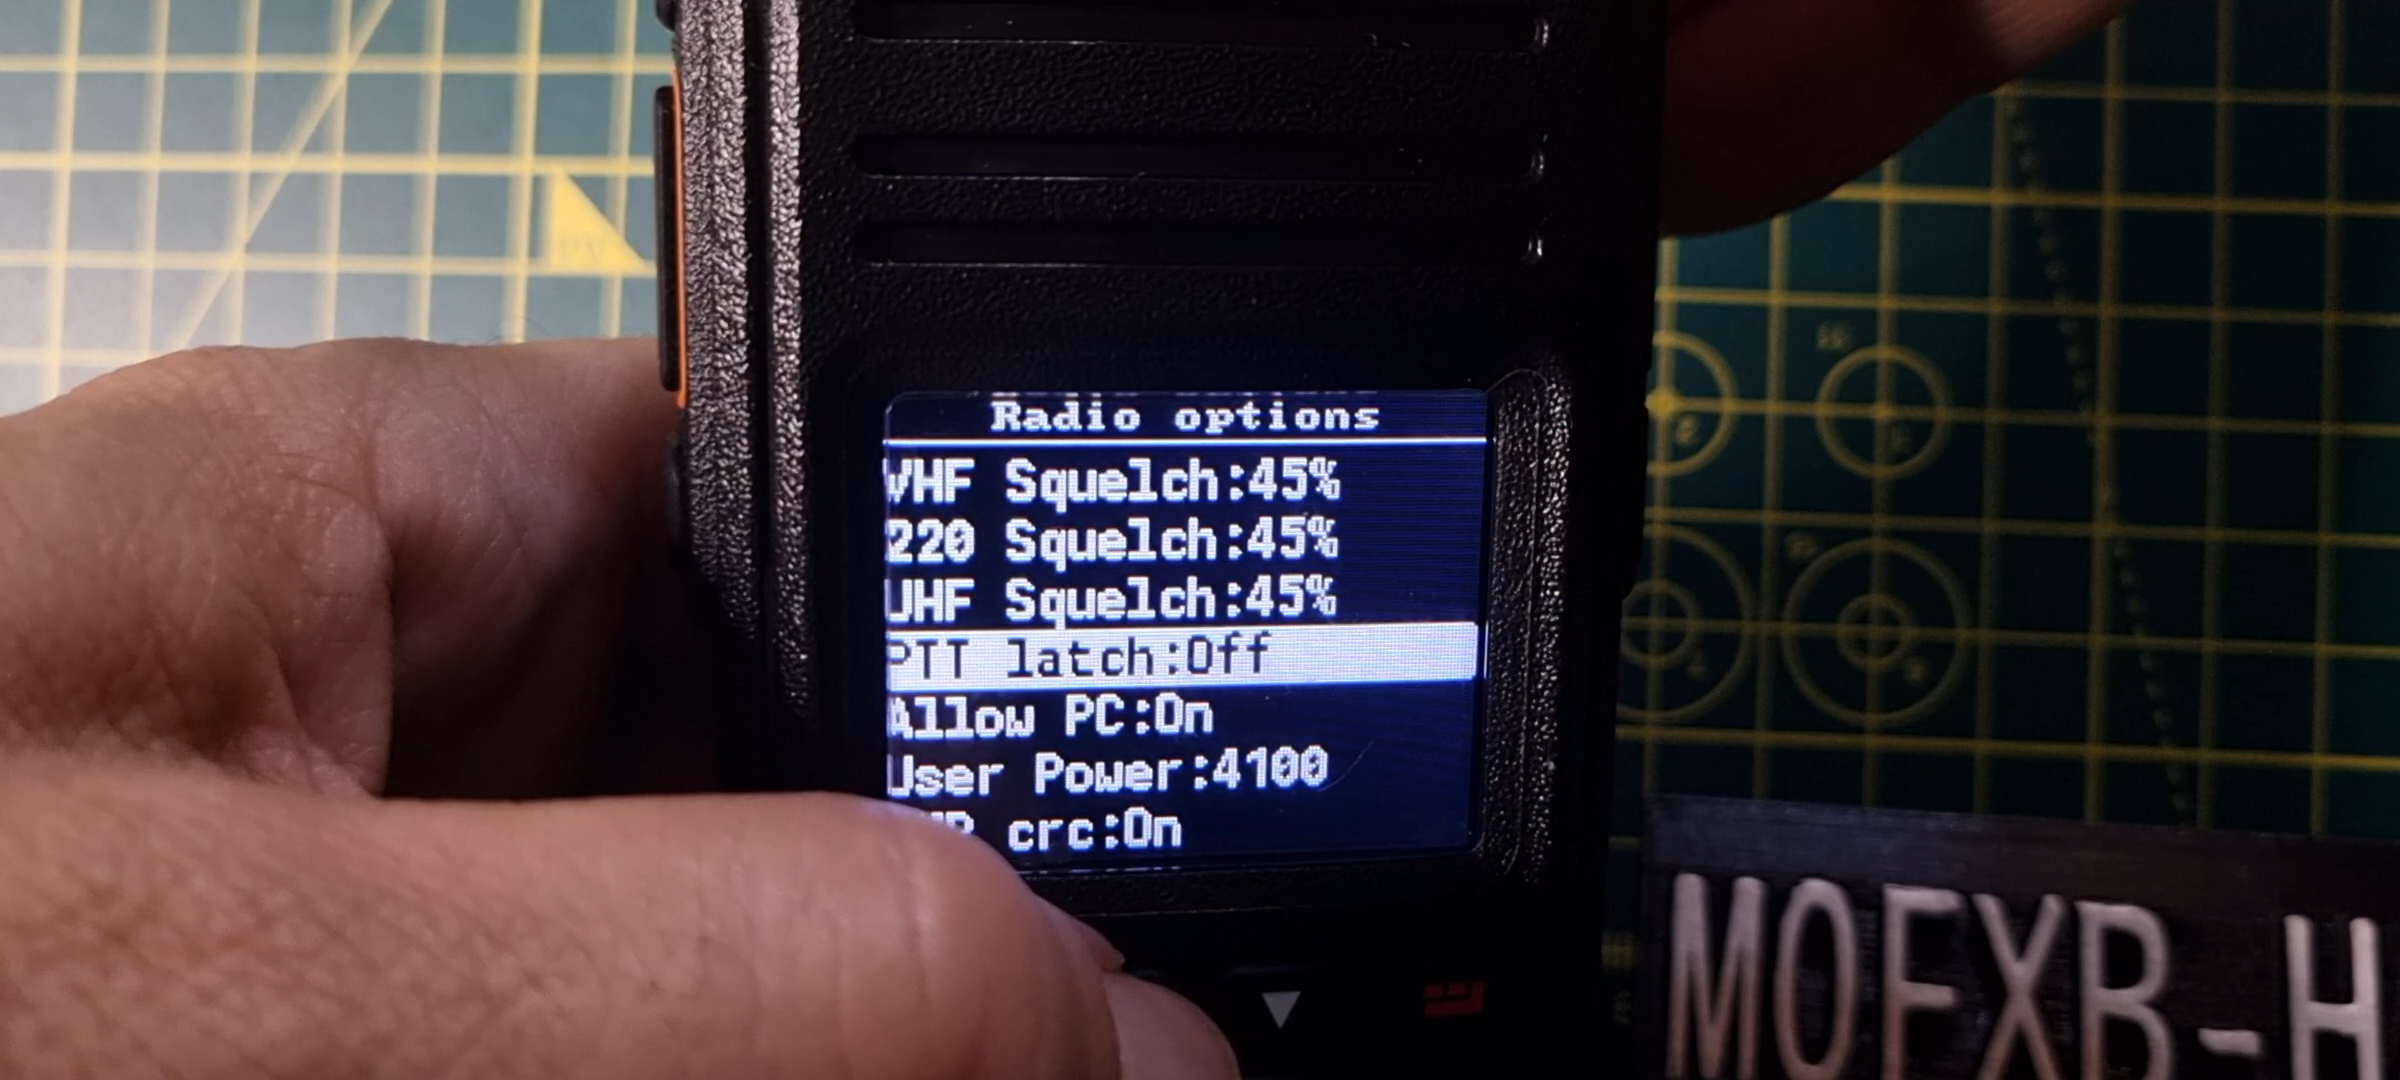 Radio options
VHF Squelch:45%
220 Squelch:45%
UHF Squelch:45%
PTT latch:Off
Allow PC:On
User Power:4100
crc:On
M0FXB-H